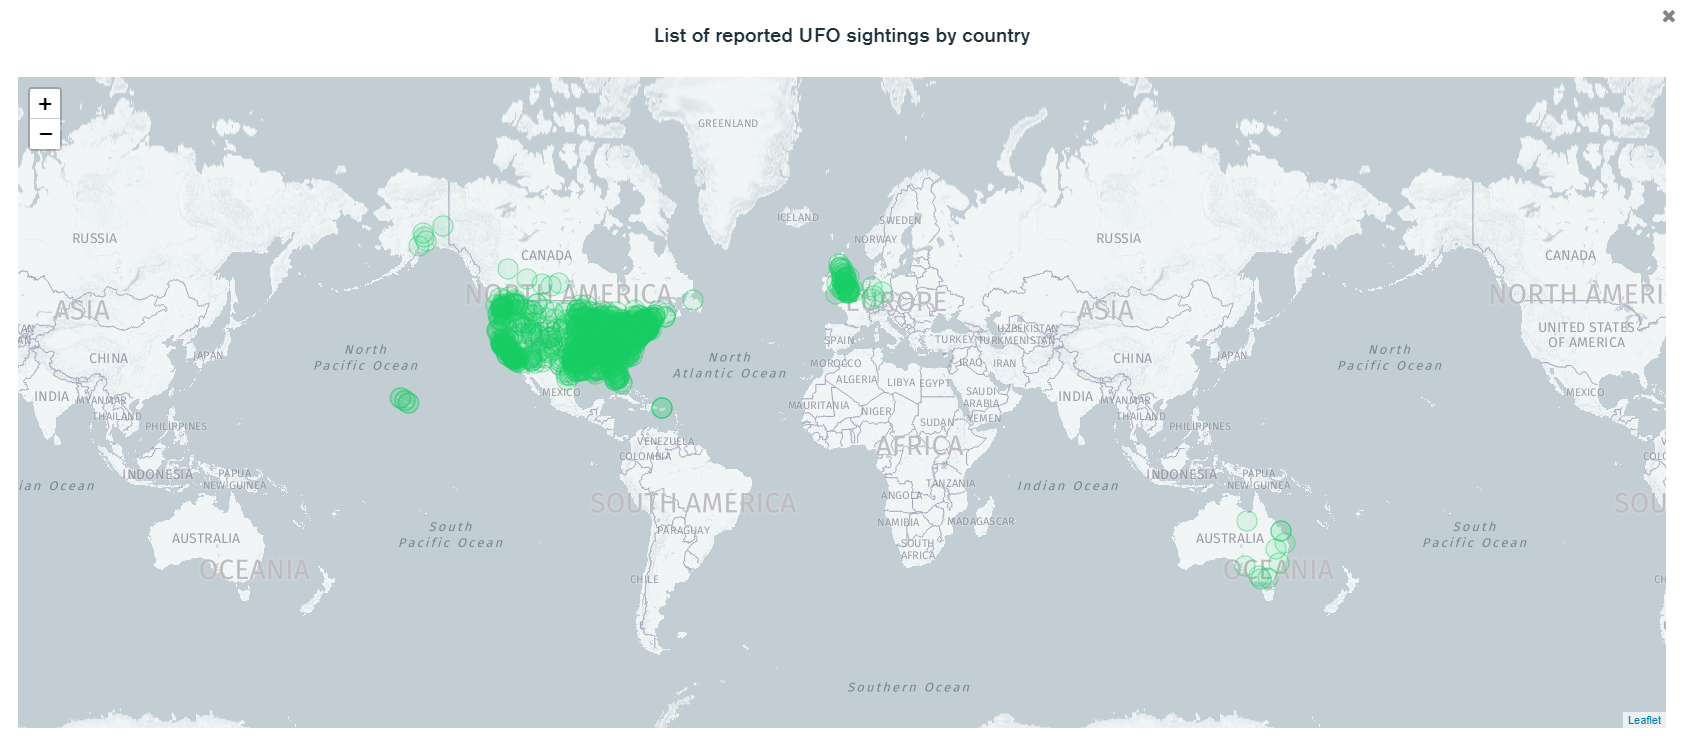 ✖
List of reported UFO sightings by country
+
−
GREENLAND
ICELAND
SWEDEN
NORWAY
RUSSIA
RUSSIA
CANADA
CANADA
NORTH AMERICA
EUROPE
NORTH AMERI
ASIA
ASIA
UZBEKISTAN
TURKMENISTAN
UNITED STATES
OF AMERICA
TURKEY
SPAIN
North
Pacific Ocean
North
Atlantic Ocean
North
Pacific Ocean
CHINA
JAPAN
CHINA
JAPAN
MOROCCO
IRAQ
IRAN
ALGERIA
LIBYA
EGYPT
SAUDI
ARABIA
MEXICO
MEXICO
INDIA
MYANMAR
THAILAND
INDIA
MYANMAR
THAILAND
MAURITANIA
NIGER
SUDAN
YEMEN
PHILIPPINES
PHILIPPINES
VENEZUELA
COLOMBIA
AFRICA
COLO
INDONESIA
PAPUA
NEW GUINEA
INDONESIA
PAPUA
NEW GUINEA
ian Ocean
Indian Ocean
TANZANIA
ANGOLA
SOUTH AMERICA
SOU
NAMIBIA
MADAGASCAR
South
Pacific Ocean
South
Pacific Ocean
PARAGUAY
AUSTRALIA
AUSTRALIA
SOUTH
AFRICA
OCEANIA
OCEANIA
CHILE
CH
Southern Ocean
Leaflet